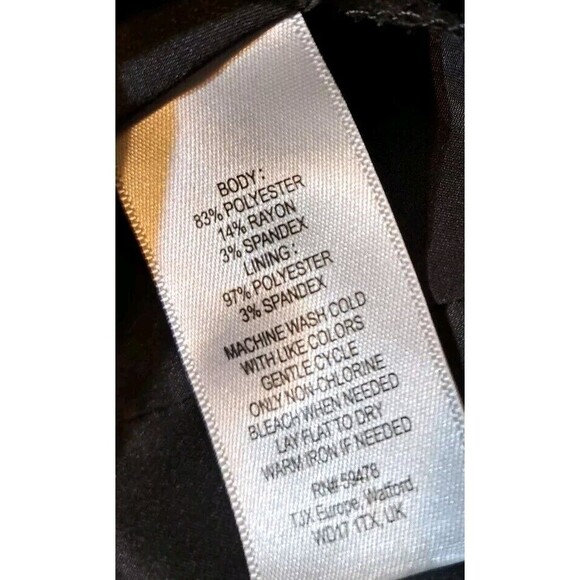 BODY :
83% POLYESTER
14% RAYON
3% SPANDEX
LINING :
97% POLYESTER
3% SPANDEX
MACHINE WASH COLD
WITH LIKE COLORS
GENTLE CYCLE
ONLY NON-CHLORINE
BLEACH WHEN NEEDED
LAY FLAT TO DRY
WARM IRON IF NEEDED
RN# 59478
TJX Europe, Watford,
WD17 1TX, UK